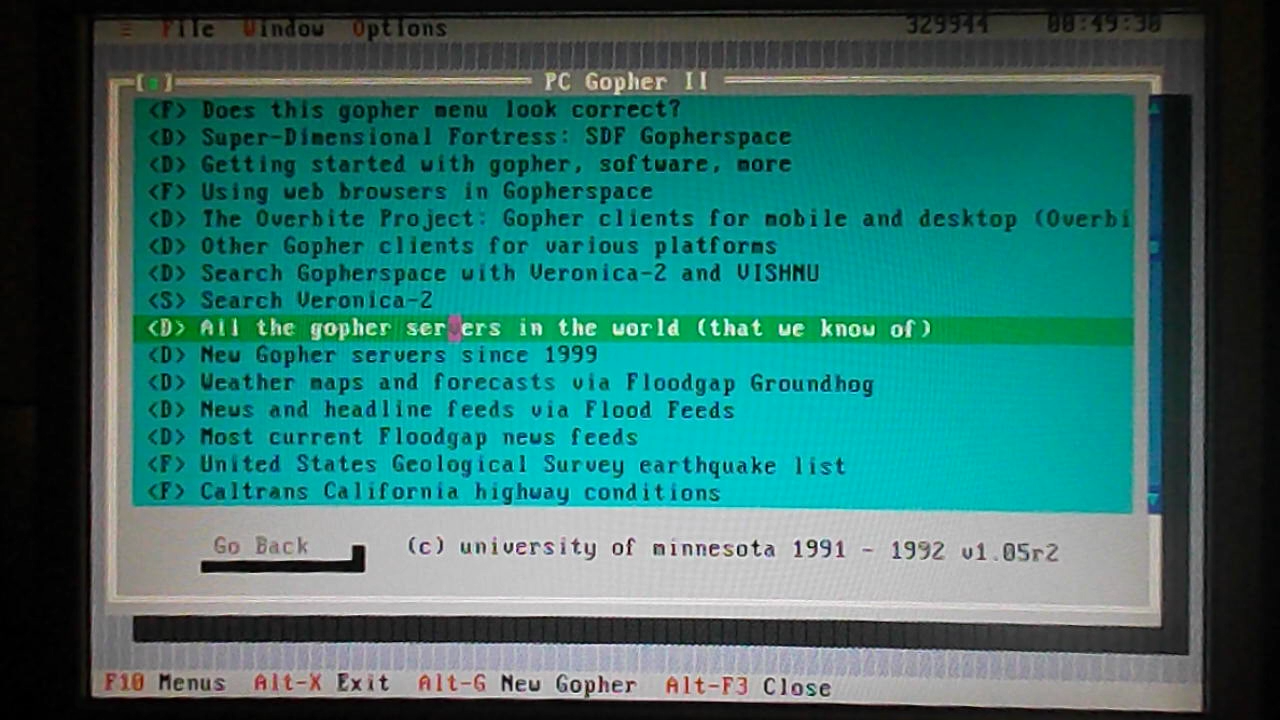 ≡ File Window Options 329944 00:49:30
[■] PC Gopher II
<F> Does this gopher menu look correct?
<D> Super-Dimensional Fortress: SDF Gopherspace
<D> Getting started with gopher, software, more
<F> Using web browsers in Gopherspace
<D> The Overbite Project: Gopher clients for mobile and desktop (Overbi
<D> Other Gopher clients for various platforms
<D> Search Gopherspace with Veronica-2 and VISHNU
<S> Search Veronica-2
<D> All the gopher servers in the world (that we know of)
<D> New Gopher servers since 1999
<D> Weather maps and forecasts via Floodgap Groundhog
<D> News and headline feeds via Flood Feeds
<D> Most current Floodgap news feeds
<F> United States Geological Survey earthquake list
<F> Caltrans California highway conditions
Go Back (c) university of minnesota 1991 - 1992 v1.05r2
F10 Menus Alt-X Exit Alt-G New Gopher Alt-F3 Close